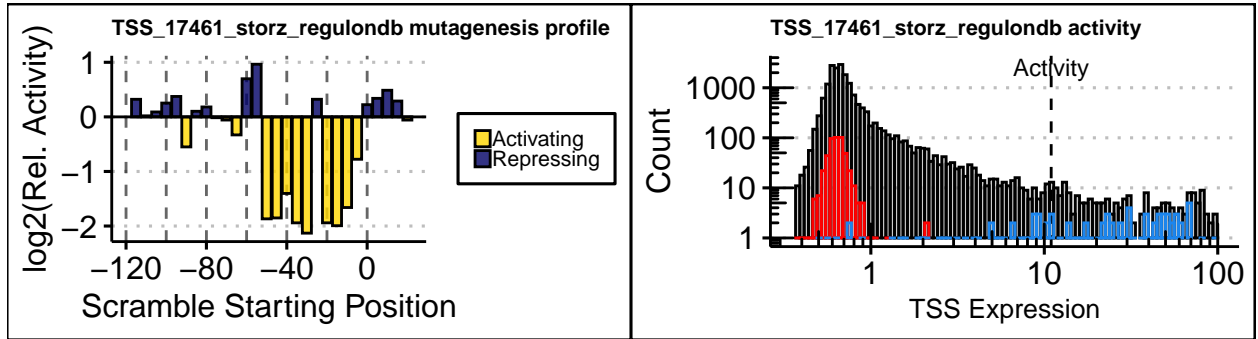 TSS_17461_storz_regulondb mutagenesis profile
log2(Rel. Activity)
1
0
−1
−2
−120
−80
−40
0
Scramble Starting Position
Activating
Repressing
TSS_17461_storz_regulondb activity
Activity
Count
1000
100
10
1
1
10
100
TSS Expression